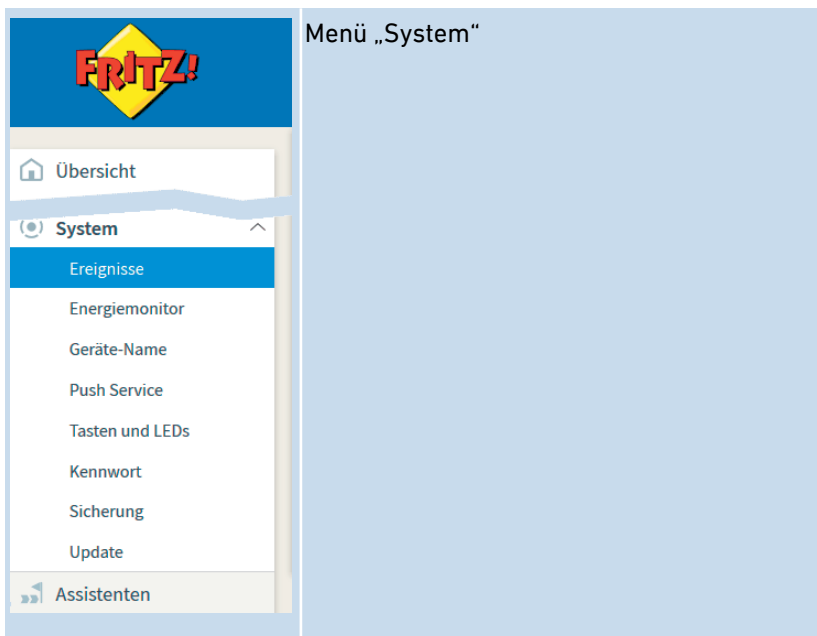 FRITZ!
Menü „System“
Übersicht
System
Ereignisse
Energiemonitor
Geräte-Name
Push Service
Tasten und LEDs
Kennwort
Sicherung
Update
Assistenten